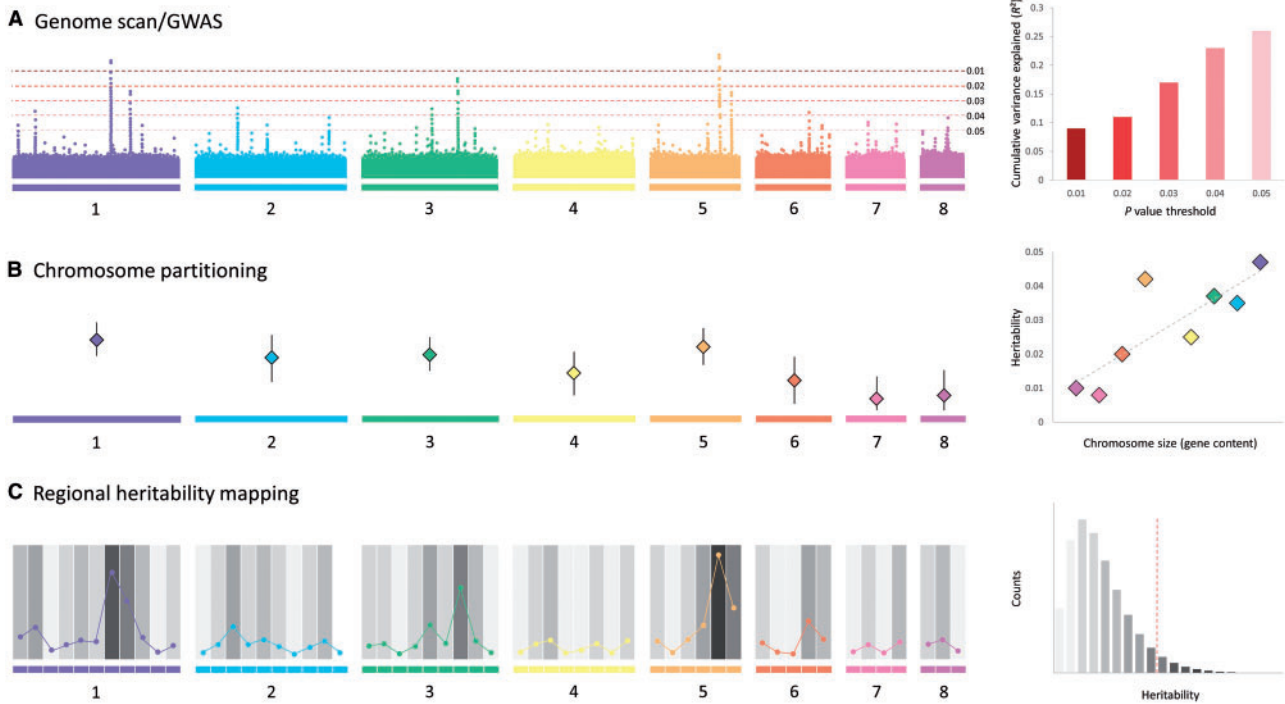 A Genome scan/GWAS
0.01
0.02
0.03
0.04
0.05
1 2 3 4 5 6 7 8
Cumulative varirance explained (R²)
0.3
0.25
0.2
0.15
0.1
0.05
0
0.01 0.02 0.03 0.04 0.05
P value threshold
B Chromosome partitioning
1 2 3 4 5 6 7 8
Heritability
0.05
0.04
0.03
0.02
0.01
0
Chromosome size (gene content)
C Regional heritability mapping
1 2 3 4 5 6 7 8
Counts
Heritability